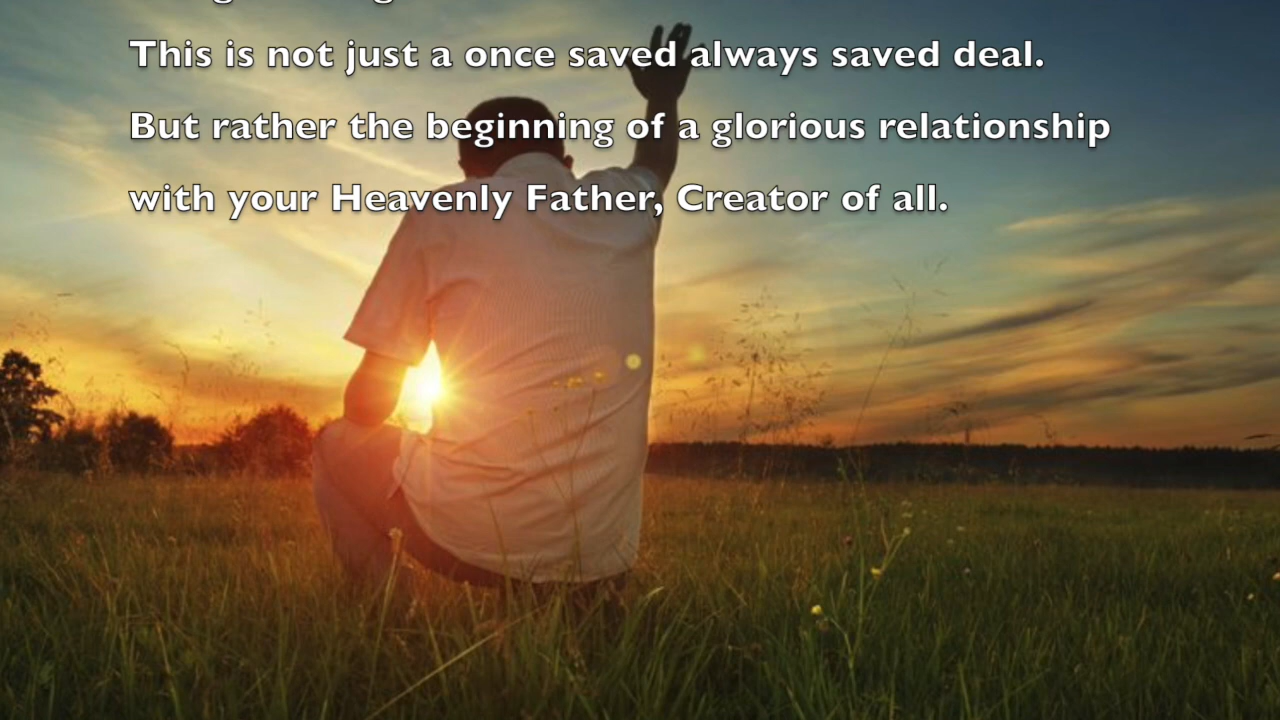 This is not just a once saved always saved deal.
But rather the beginning of a glorious relationship
with your Heavenly Father, Creator of all.